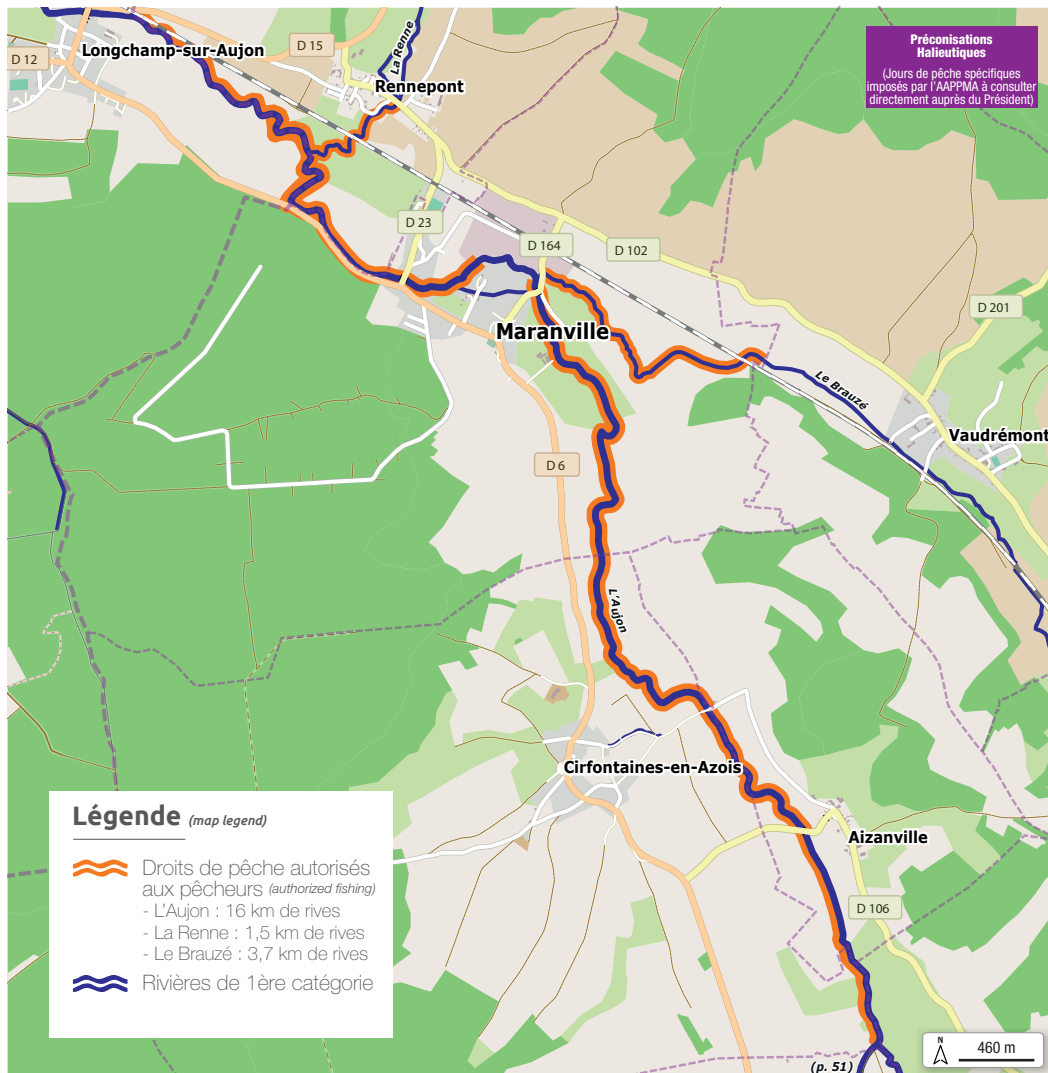 Longchamp-sur-Aujon
D 12
D 15
La Renne
Rennepont
Préconisations
Halieutiques
(Jours de pêche spécifiques
imposés par l'AAPPMA à consulter
directement auprès du Président)
D 23
D 164
D 102
D 201
Maranville
Le Brauzé
Vaudrémont
D 6
L'Aujon
Cirfontaines-en-Azois
Aizanville
D 106
Légende (map legend)
Droits de pêche autorisés
aux pêcheurs (authorized fishing)
- L'Aujon : 16 km de rives
- La Renne : 1,5 km de rives
- Le Brauzé : 3,7 km de rives
Rivières de 1ère catégorie
N
460 m
(p. 51)